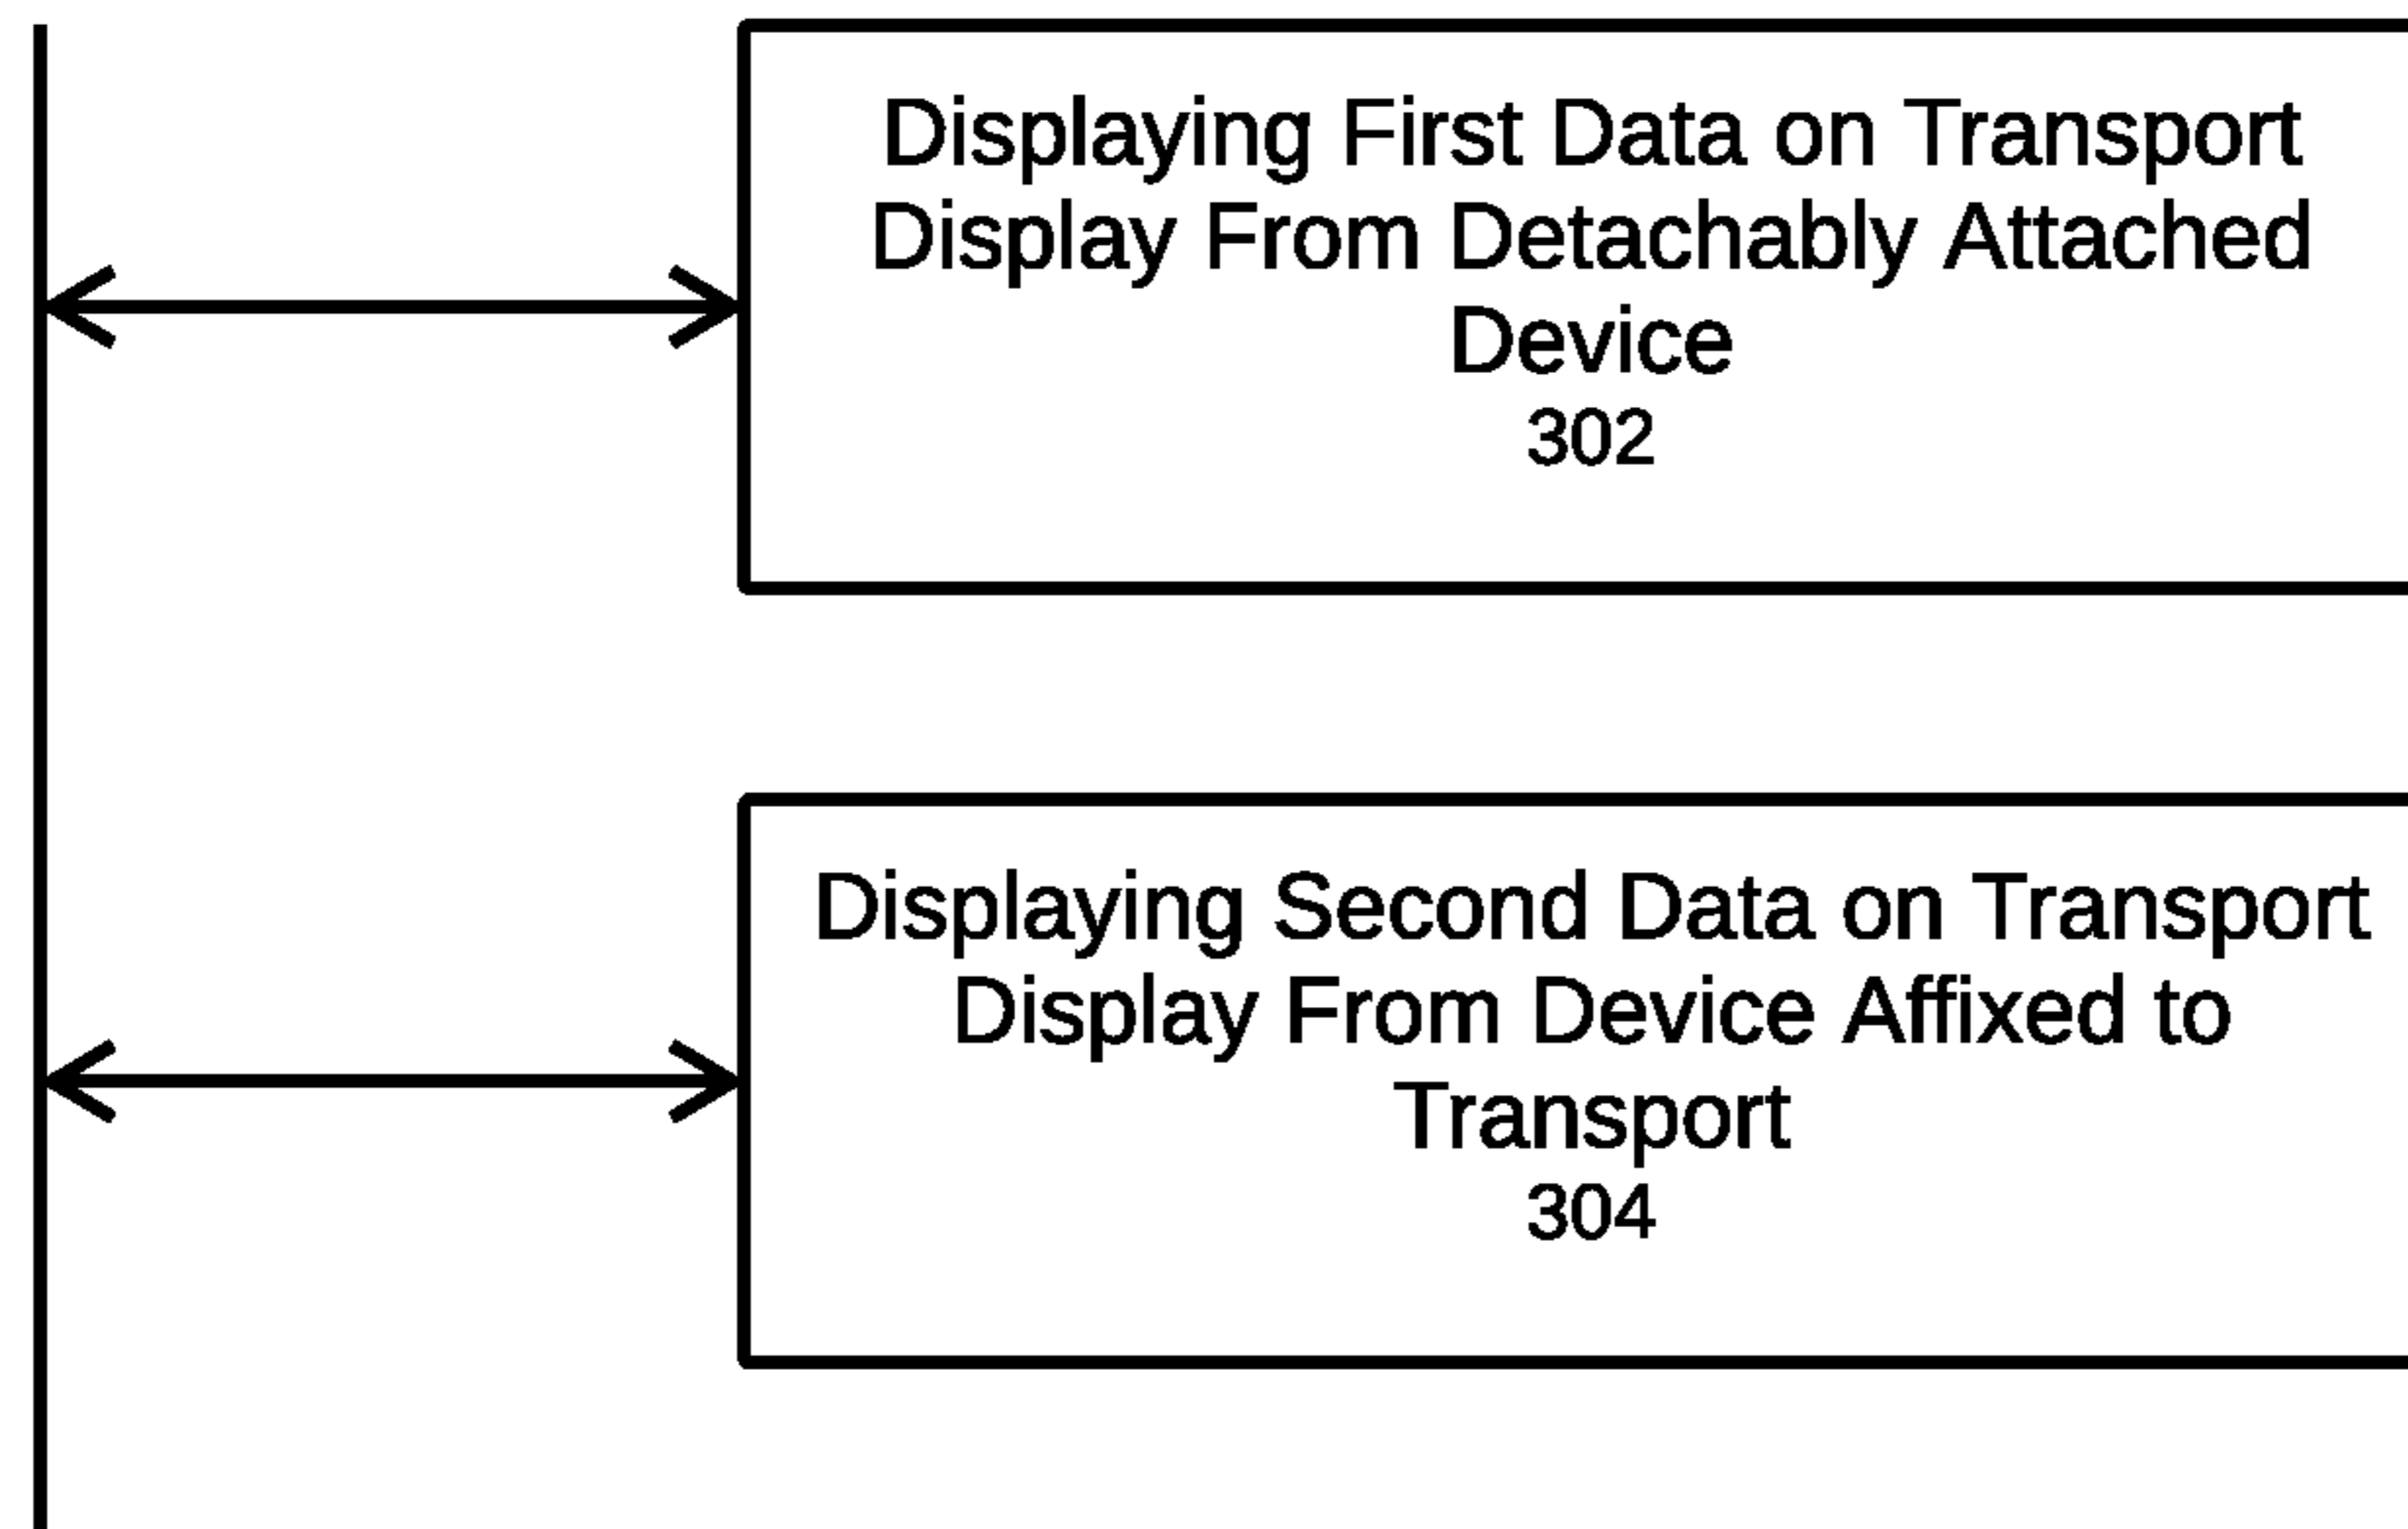 Displaying First Data on Transport
Display From Detachably Attached
Device
302
Displaying Second Data on Transport
Display From Device Affixed to
Transport
304